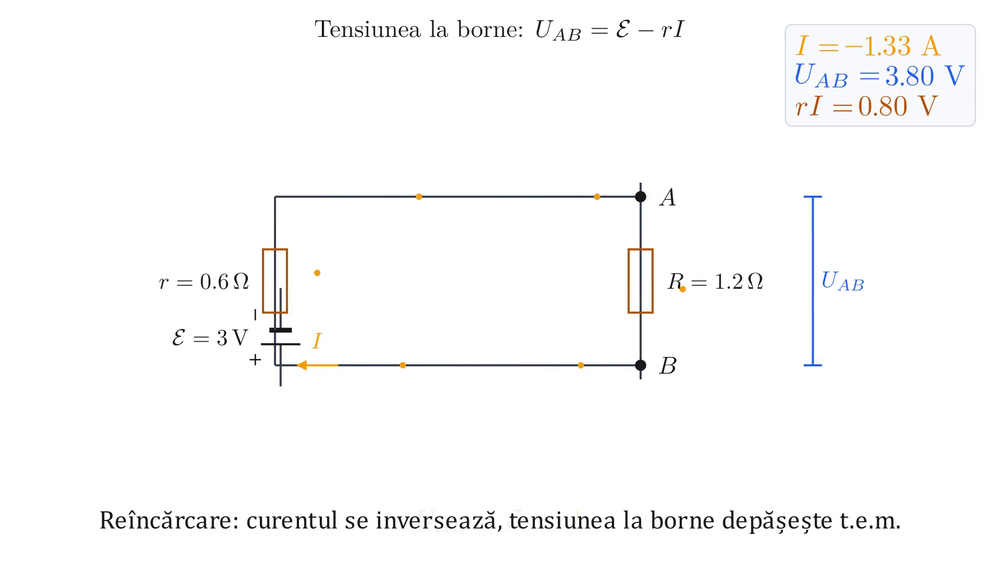 Tensiunea la borne: U_AB = ℰ − rI
I = −1.33 A
U_AB = 3.80 V
rI = 0.80 V
A
r = 0.6 Ω
R = 1.2 Ω
U_AB
−
ℰ = 3 V
I
+
B
Reîncărcare: curentul se inversează, tensiunea la borne depășește t.e.m.